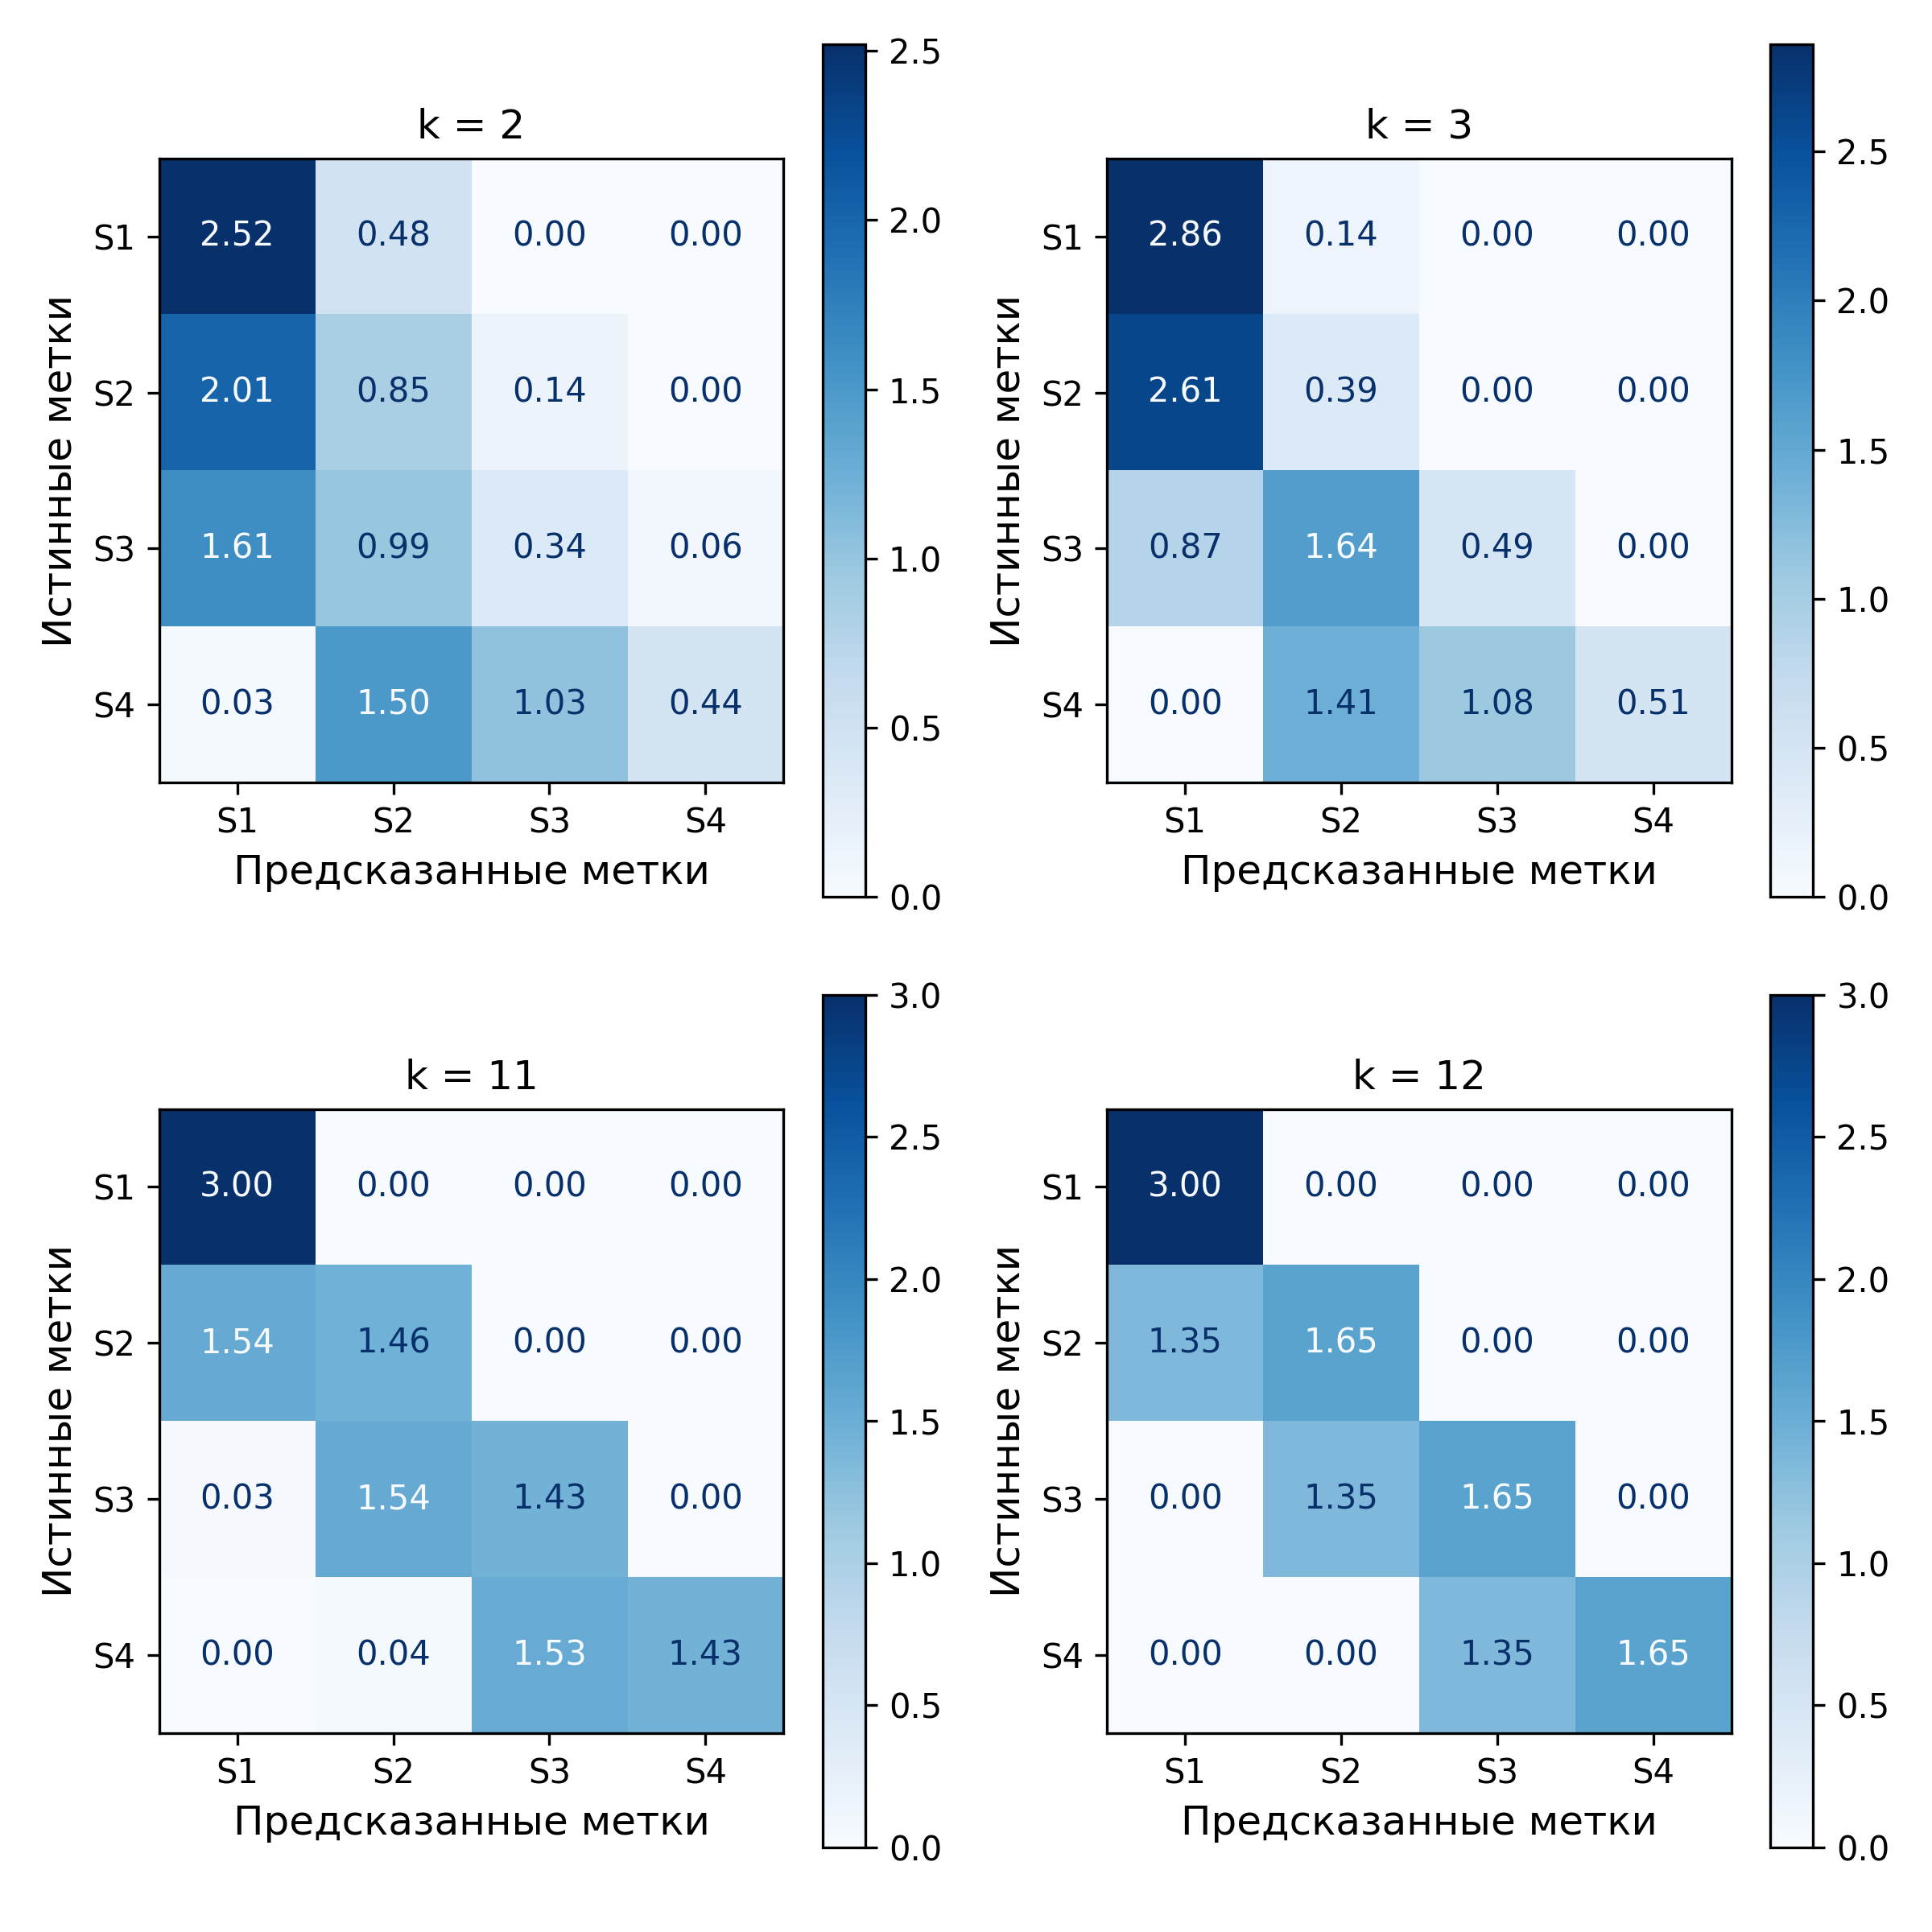 k = 2
2.5
2.0
1.5
1.0
0.5
0.0
Истинные метки
S1 2.52 0.48 0.00 0.00
S2 2.01 0.85 0.14 0.00
S3 1.61 0.99 0.34 0.06
S4 0.03 1.50 1.03 0.44
S1 S2 S3 S4
Предсказанные метки
k = 3
2.5
2.0
1.5
1.0
0.5
0.0
Истинные метки
S1 2.86 0.14 0.00 0.00
S2 2.61 0.39 0.00 0.00
S3 0.87 1.64 0.49 0.00
S4 0.00 1.41 1.08 0.51
S1 S2 S3 S4
Предсказанные метки
k = 11
3.0
2.5
2.0
1.5
1.0
0.5
0.0
Истинные метки
S1 3.00 0.00 0.00 0.00
S2 1.54 1.46 0.00 0.00
S3 0.03 1.54 1.43 0.00
S4 0.00 0.04 1.53 1.43
S1 S2 S3 S4
Предсказанные метки
k = 12
3.0
2.5
2.0
1.5
1.0
0.5
0.0
Истинные метки
S1 3.00 0.00 0.00 0.00
S2 1.35 1.65 0.00 0.00
S3 0.00 1.35 1.65 0.00
S4 0.00 0.00 1.35 1.65
S1 S2 S3 S4
Предсказанные метки